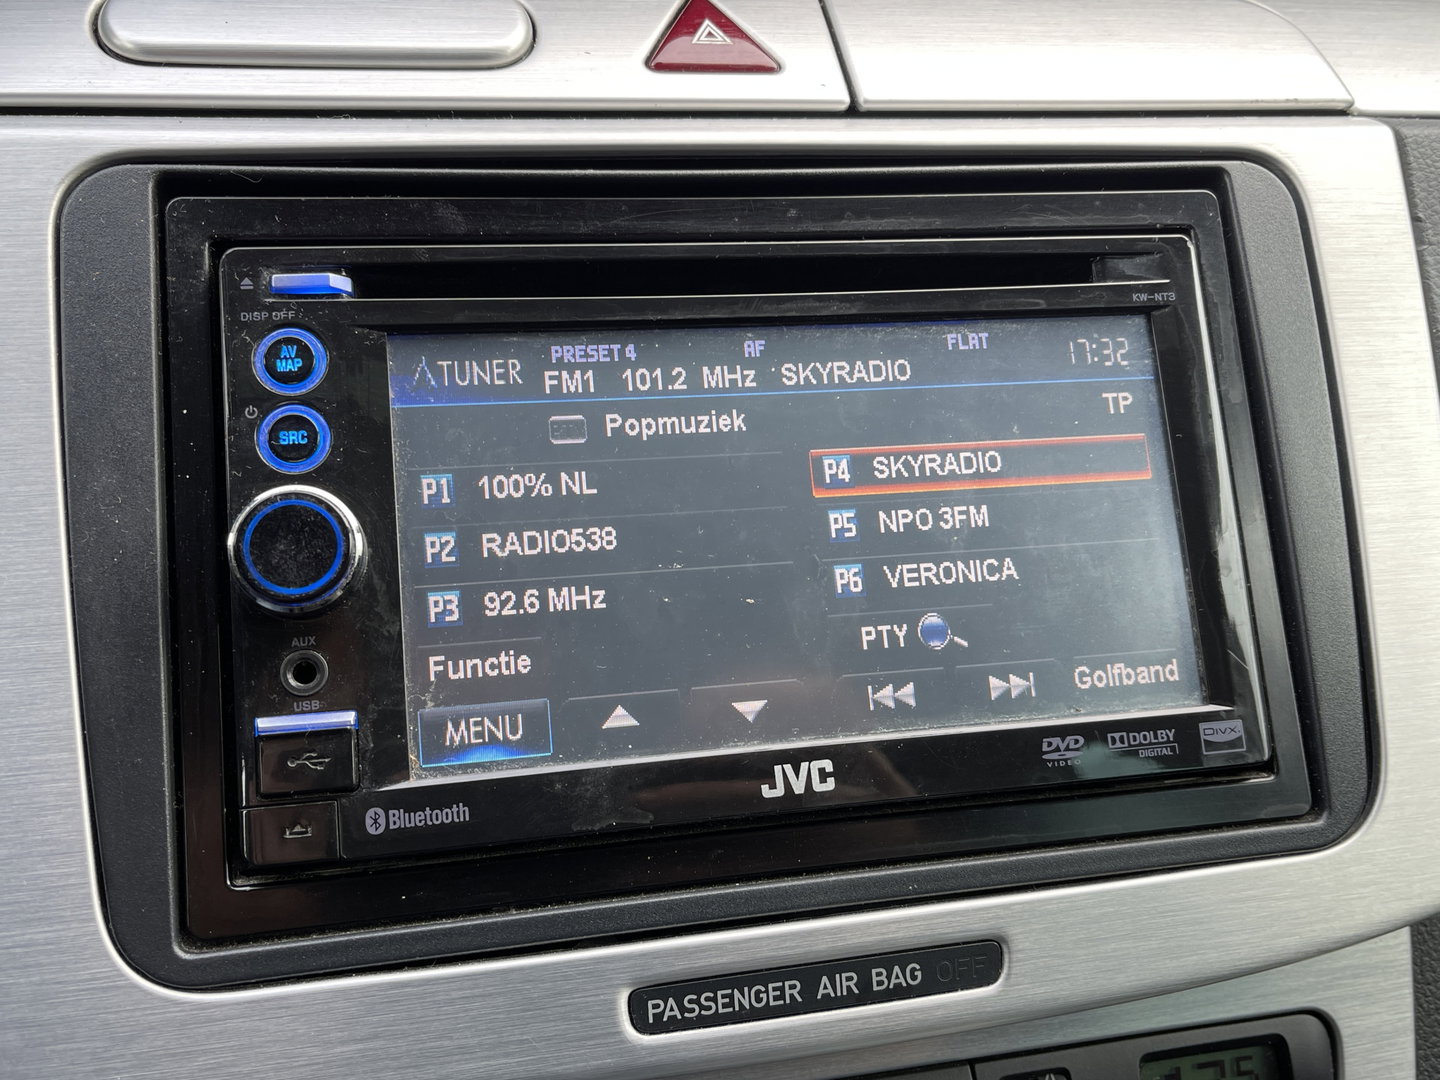 KW-NT3
DISP OFF
AV
MAP
SRC
TUNER
PRESET 4 AF FLAT
FM1 101.2 MHz SKYRADIO
17:32
Popmuziek
TP
P1 100% NL
P2 RADIO538
P3 92.6 MHz
P4 SKYRADIO
P5 NPO 3FM
P6 VERONICA
PTY
Functie
MENU
Golfband
AUX
USB
JVC
Bluetooth
DVD
VIDEO
DOLBY
DIGITAL
DIVX
PASSENGER AIR BAG OFF